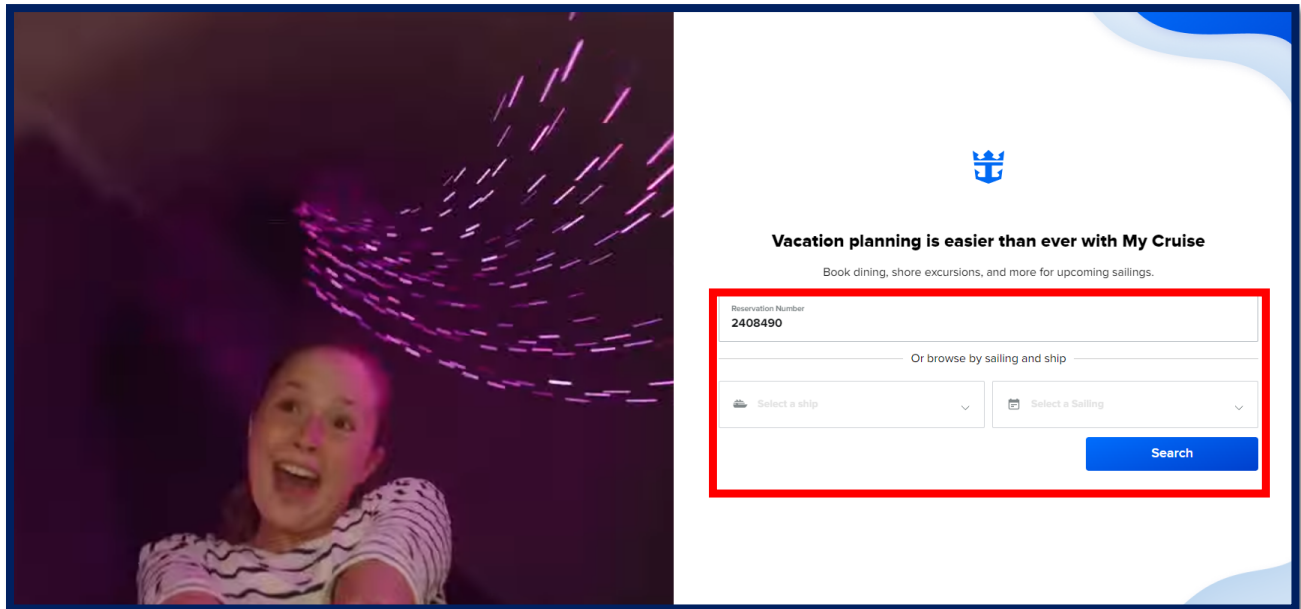 Vacation planning is easier than ever with My Cruise
Book dining, shore excursions, and more for upcoming sailings.
Reservation Number
2408490
Or browse by sailing and ship
Select a ship
Select a Sailing
Search